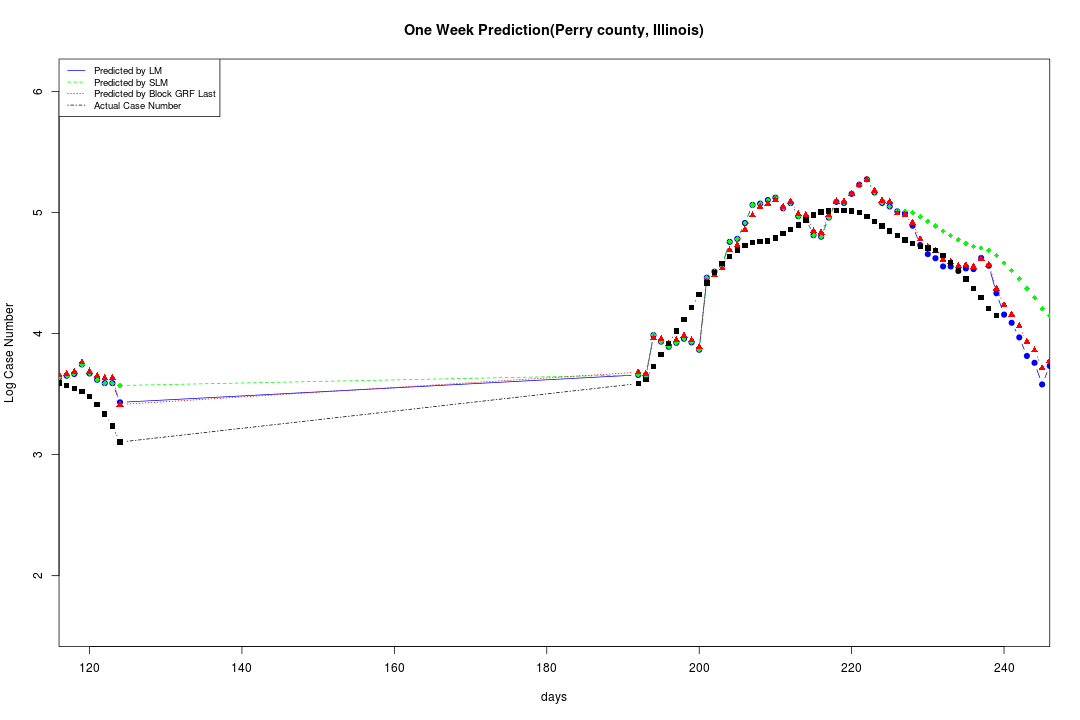 One Week Prediction(Perry county, Illinois)
Predicted by LM
Predicted by SLM
Predicted by Block GRF Last
Actual Case Number
6
5
4
3
2
Log Case Number
120 140 160 180 200 220 240
days